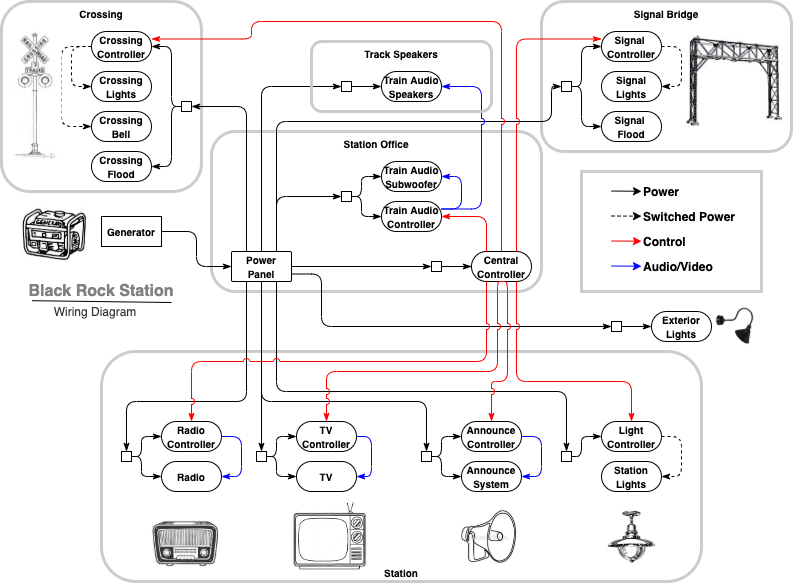 Crossing
Crossing
Controller
Crossing
Lights
Crossing
Bell
Crossing
Flood
Track Speakers
Train Audio
Speakers
Signal Bridge
Signal
Controller
Signal
Lights
Signal
Flood
Station Office
Train Audio
Subwoofer
Train Audio
Controller
Power
Switched Power
Control
Audio/Video
Generator
Power
Panel
Central
Controller
Black Rock Station
Wiring Diagram
Exterior
Lights
Radio
Controller
Radio
TV
Controller
TV
Announce
Controller
Announce
System
Light
Controller
Station
Lights
Station